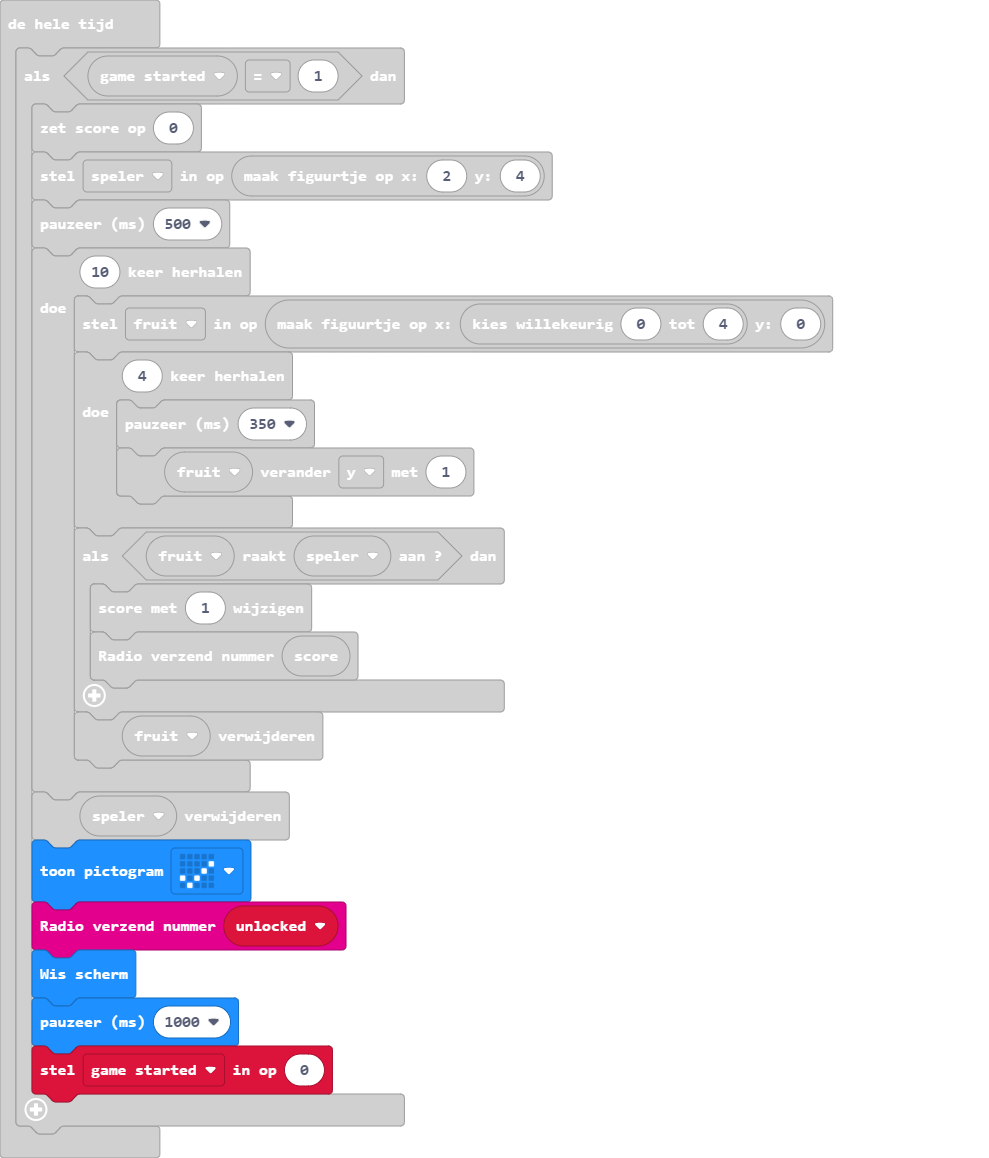 de hele tijd
als game started = 1 dan
zet score op 0
stel speler in op maak figuurtje op x: 2 y: 4
pauzeer (ms) 500
10 keer herhalen
doe
stel fruit in op maak figuurtje op x: kies willekeurig 0 tot 4 y: 0
4 keer herhalen
doe
pauzeer (ms) 350
fruit verander y met 1
als fruit raakt speler aan ? dan
score met 1 wijzigen
Radio verzend nummer score
fruit verwijderen
speler verwijderen
toon pictogram
Radio verzend nummer unlocked
Wis scherm
pauzeer (ms) 1000
stel game started in op 0